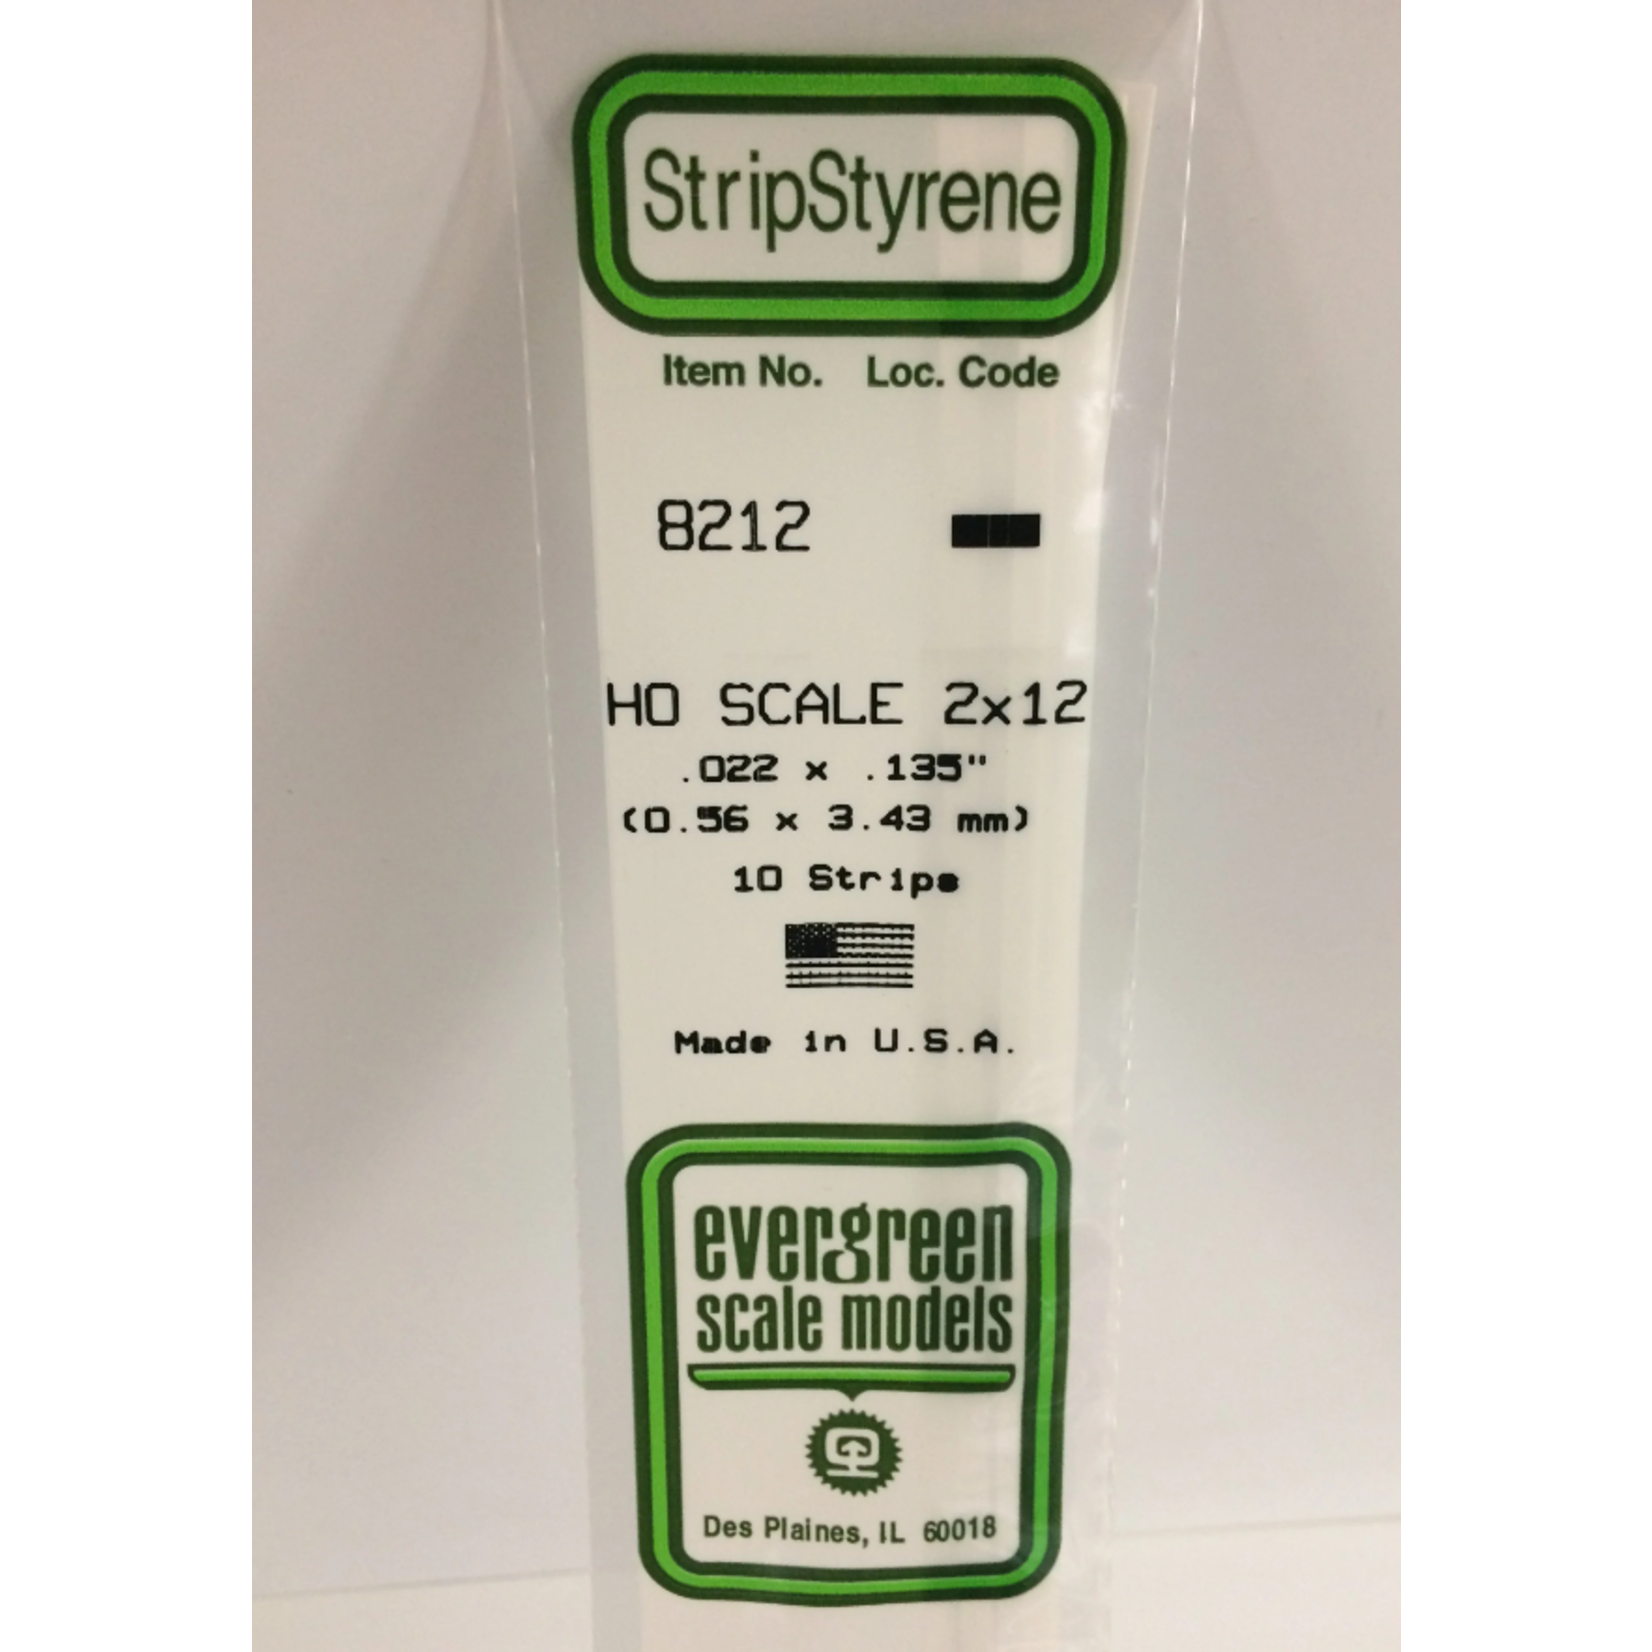 StripStyrene
Item No. Loc. Code
8212
HO SCALE 2x12
.022 x .135"
(0.56 x 3.43 mm)
10 Strips
Made in U.S.A.
evergreen
scale models
Des Plaines, IL 60018